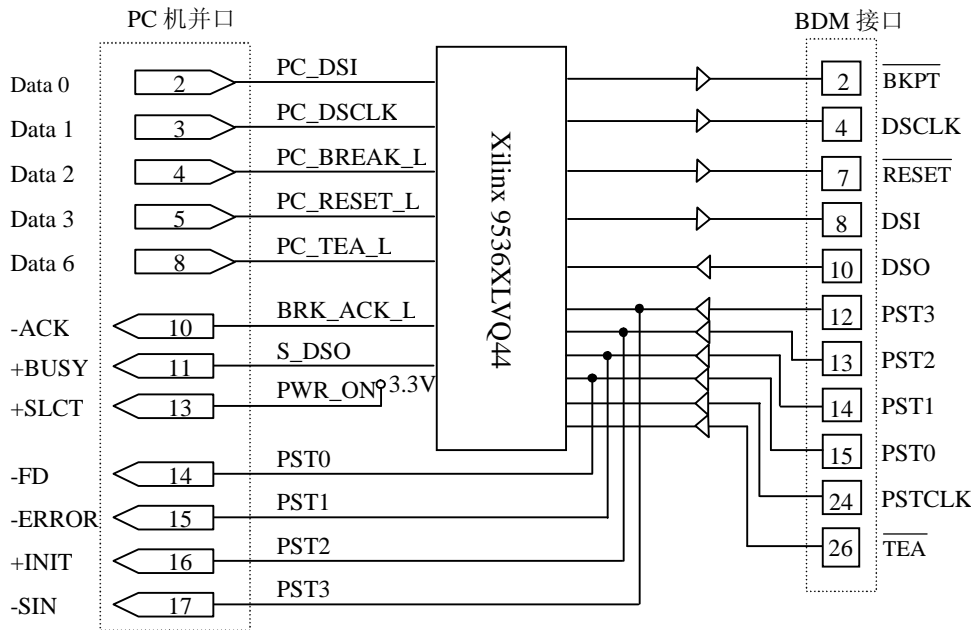 PC 机并口
BDM 接口
Data 0
2
PC_DSI
2
BKPT
Data 1
3
PC_DSCLK
4
DSCLK
Data 2
4
PC_BREAK_L
7
RESET
Data 3
5
PC_RESET_L
8
DSI
Data 6
8
PC_TEA_L
10
DSO
Xilinx 9536XLVQ44
-ACK
10
BRK_ACK_L
12
PST3
+BUSY
11
S_DSO
13
PST2
+SLCT
13
PWR_ON
3.3V
14
PST1
-FD
14
PST0
15
PST0
-ERROR
15
PST1
24
PSTCLK
+INIT
16
PST2
26
TEA
-SIN
17
PST3